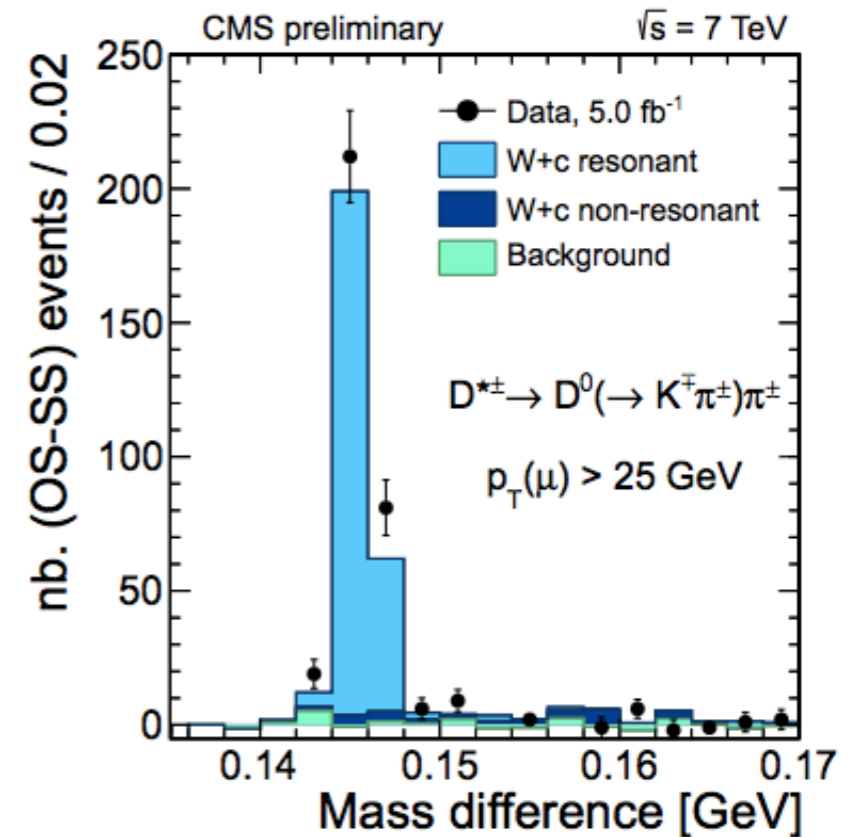 CMS preliminary √s = 7 TeV
nb. (OS-SS) events / 0.02
250
200
150
100
50
0
Data, 5.0 fb⁻¹
W+c resonant
W+c non-resonant
Background
D*± → D⁰(→ K∓π±)π±
p_T(μ) > 25 GeV
0.14 0.15 0.16 0.17
Mass difference [GeV]